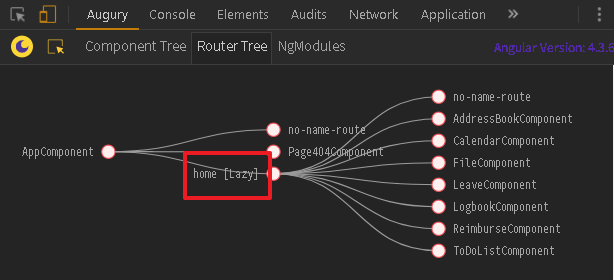 Augury Console Elements Audits Network Application »
Component Tree Router Tree NgModules Angular Version: 4.3.6
no-name-route
AddressBookComponent
no-name-route CalendarComponent
AppComponent Page404Component FileComponent
home [Lazy] LeaveComponent
LogbookComponent
ReimburseComponent
ToDoListComponent